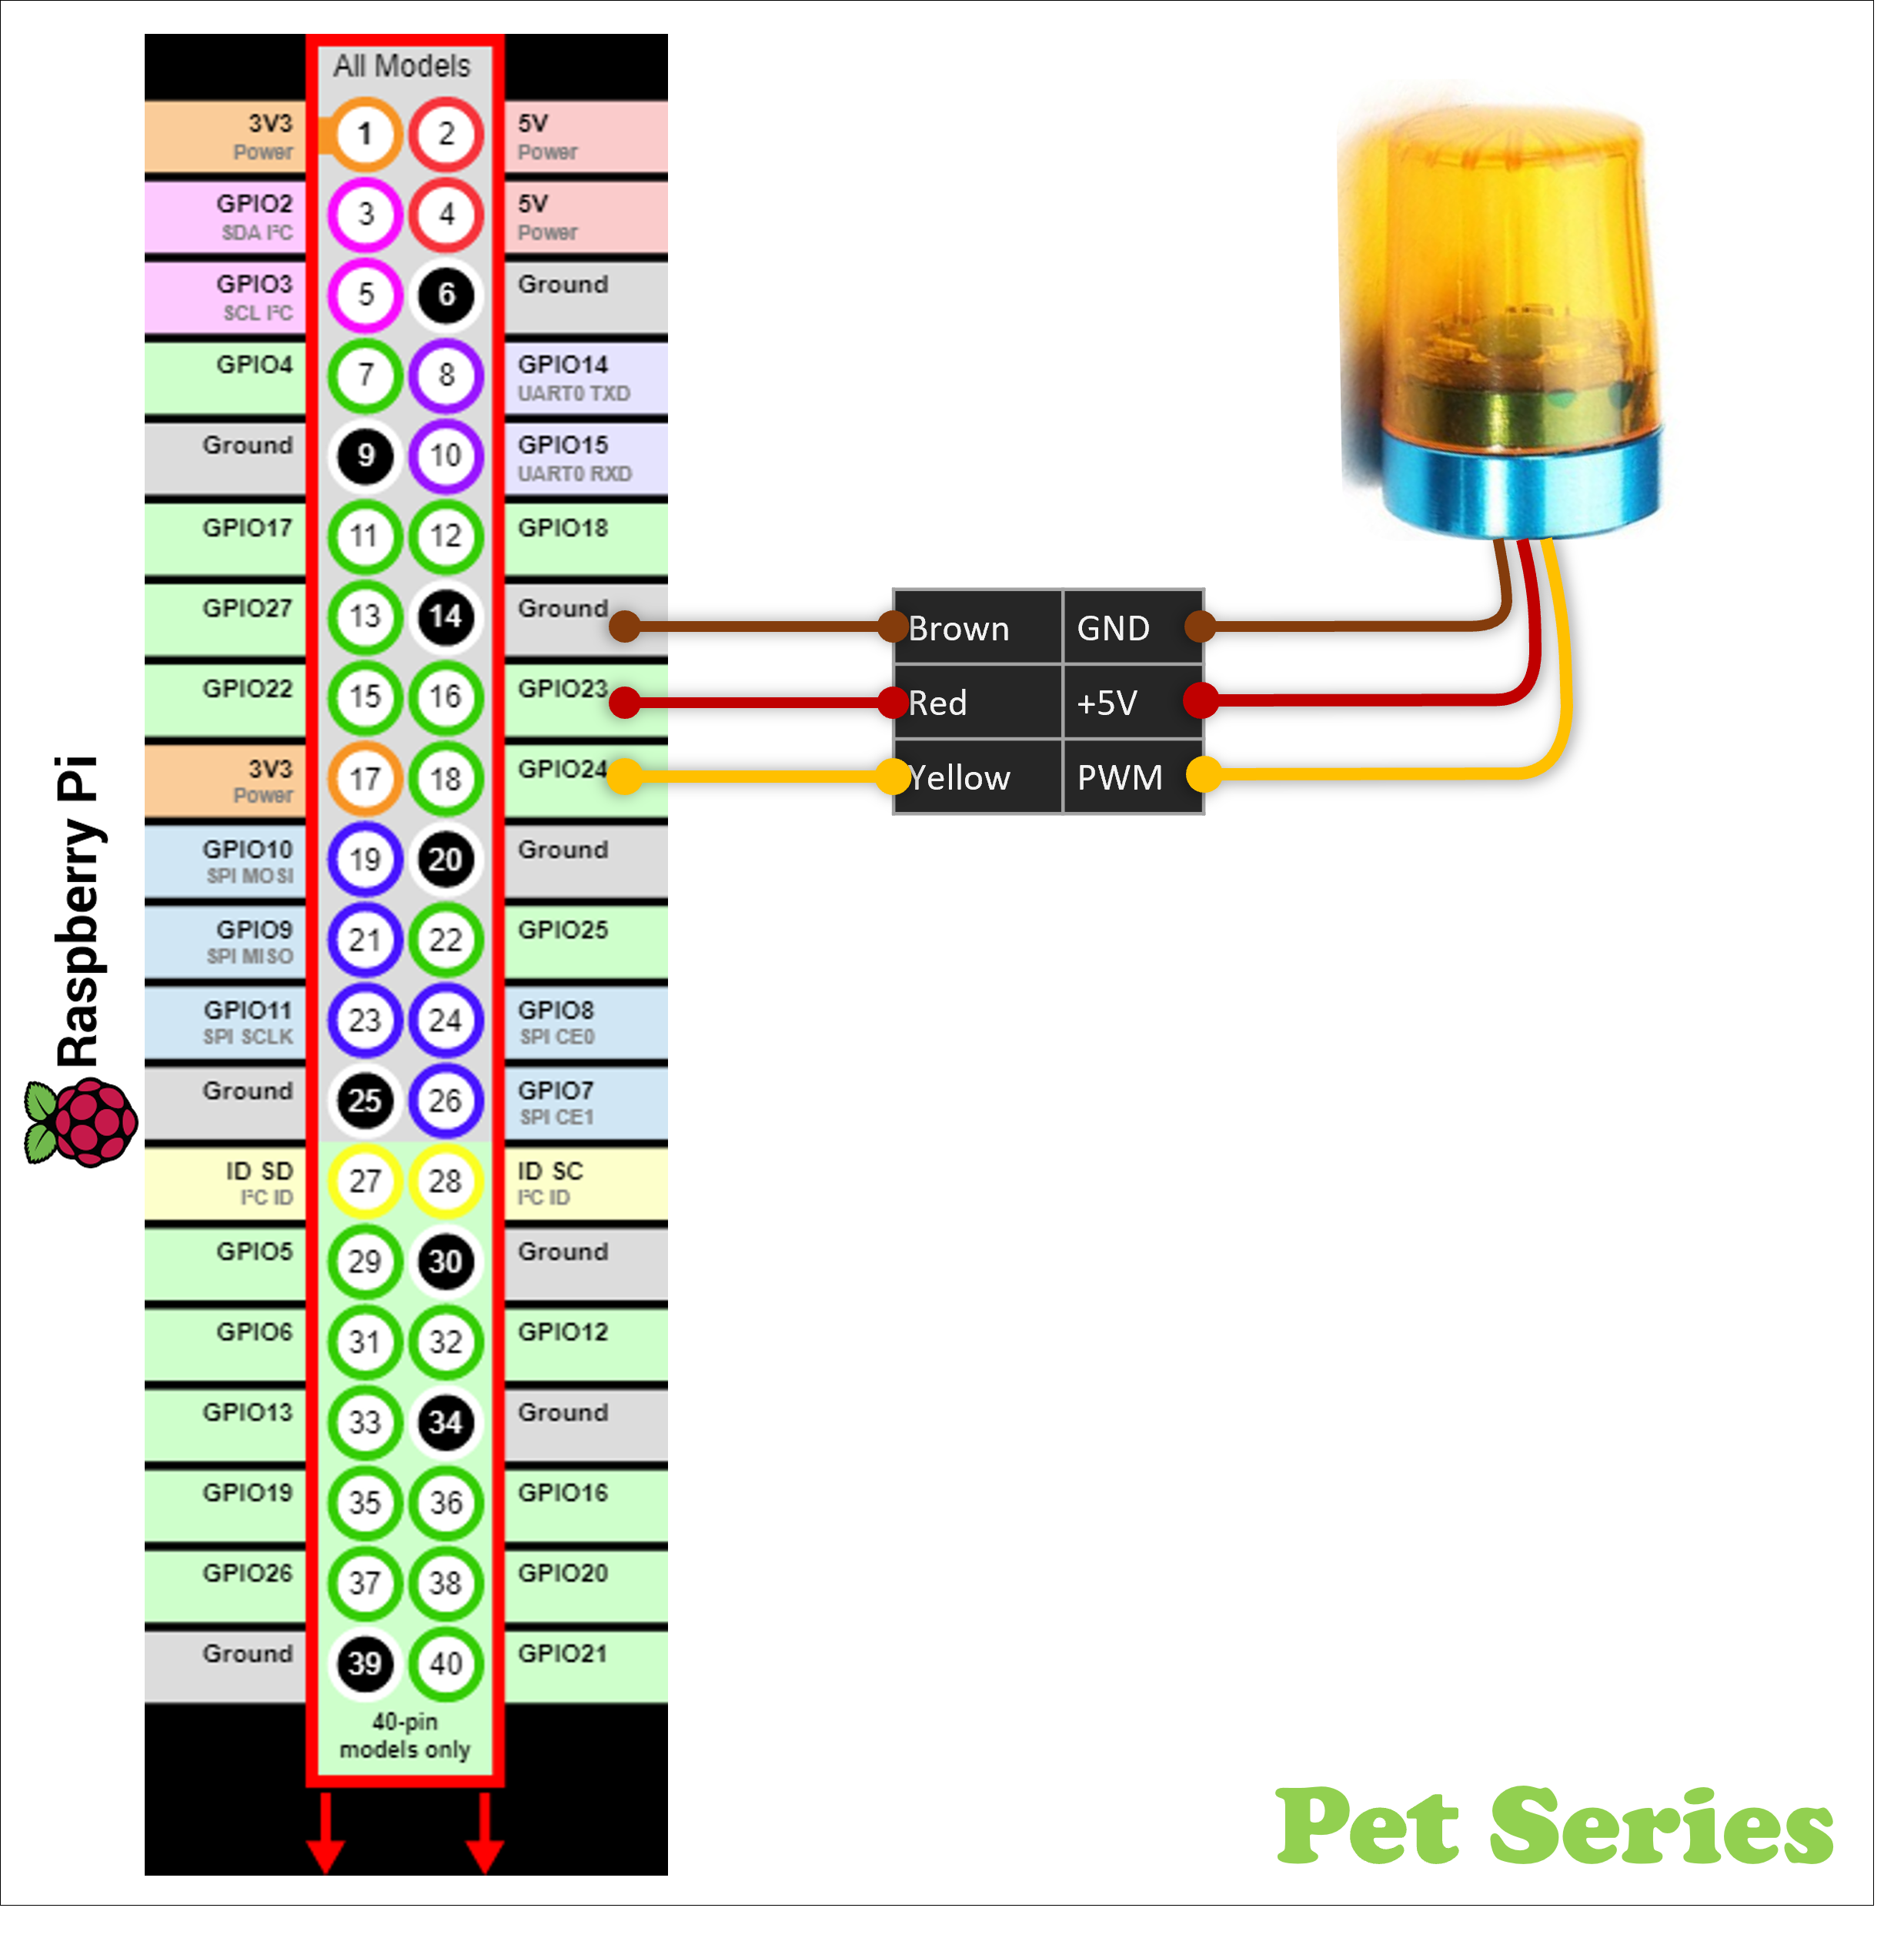 All Models
3V3 1 2 5V
Power Power
GPIO2 3 4 5V
SDA I²C Power
GPIO3 5 6 Ground
SCL I²C
GPIO4 7 8 GPIO14
UART0 TXD
Ground 9 10 GPIO15
UART0 RXD
GPIO17 11 12 GPIO18
GPIO27 13 14 Ground
Brown GND
GPIO22 15 16 GPIO23
Red +5V
3V3 17 18 GPIO24
Power
Yellow PWM
GPIO10 19 20 Ground
SPI MOSI
GPIO9 21 22 GPIO25
SPI MISO
GPIO11 23 24 GPIO8
SPI SCLK SPI CE0
Ground 25 26 GPIO7
SPI CE1
ID SD 27 28 ID SC
I²C ID I²C ID
GPIO5 29 30 Ground
GPIO6 31 32 GPIO12
GPIO13 33 34 Ground
GPIO19 35 36 GPIO16
GPIO26 37 38 GPIO20
Ground 39 40 GPIO21
40-pin
models only
Raspberry Pi
Pet Series